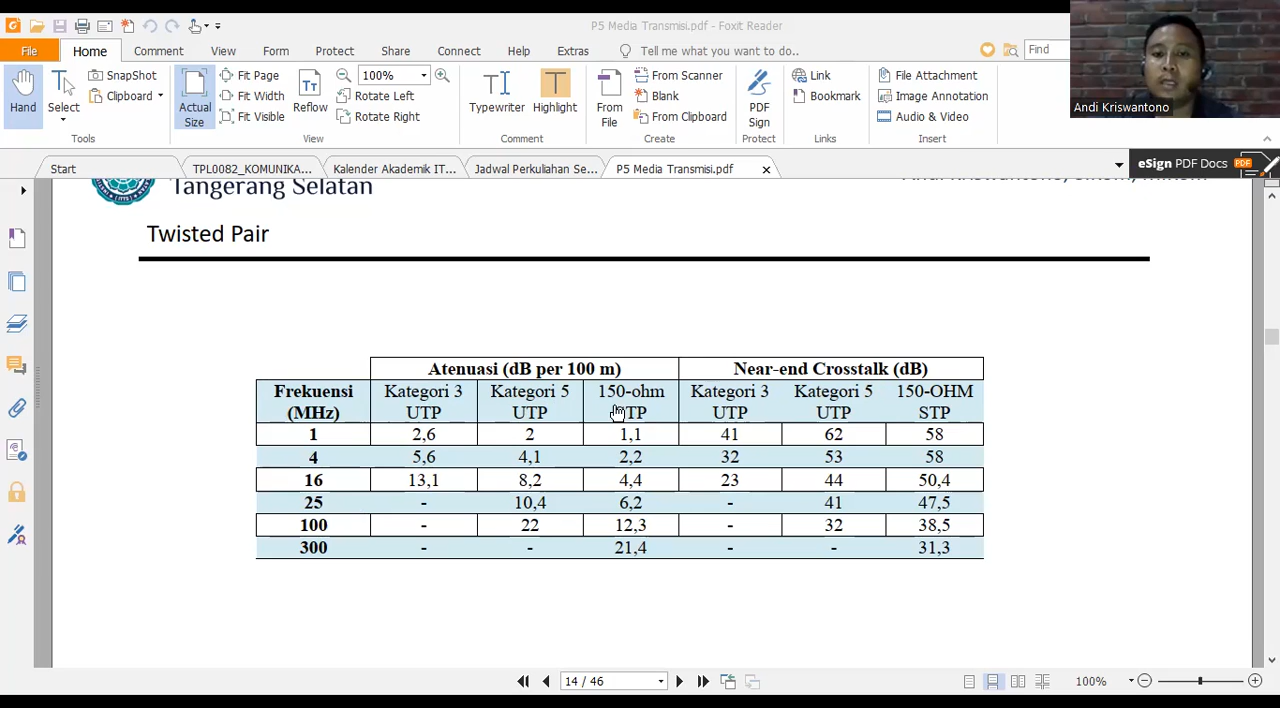 P5 Media Transmisi.pdf - Foxit Reader
File Home Comment View Form Protect Share Connect Help Extras Tell me what you want to do.. Find
Hand
Select
SnapShot
Clipboard
Tools
Actual Size
Fit Page
Fit Width
Fit Visible
Reflow
100%
Rotate Left
Rotate Right
View
Typewriter
Highlight
Comment
From File
From Scanner
Blank
From Clipboard
Create
PDF Sign
Protect
Link
Bookmark
Links
File Attachment
Image Annotation
Audio & Video
Insert
Andi Kriswantono
Start TPL0082_KOMUNIKA... Kalender Akademik IT... Jadwal Perkuliahan Se... P5 Media Transmisi.pdf
eSign PDF Docs
Tangerang Selatan
Twisted Pair
Atenuasi (dB per 100 m) Near-end Crosstalk (dB)
Frekuensi Kategori 3 Kategori 5 150-ohm Kategori 3 Kategori 5 150-OHM
(MHz) UTP UTP UTP UTP STP
1 2,6 2 1,1 41 62 58
4 5,6 4,1 2,2 32 53 58
16 13,1 8,2 4,4 23 44 50,4
25 - 10,4 6,2 - 41 47,5
100 - 22 12,3 - 32 38,5
300 - - 21,4 - - 31,3
14 / 46
100%